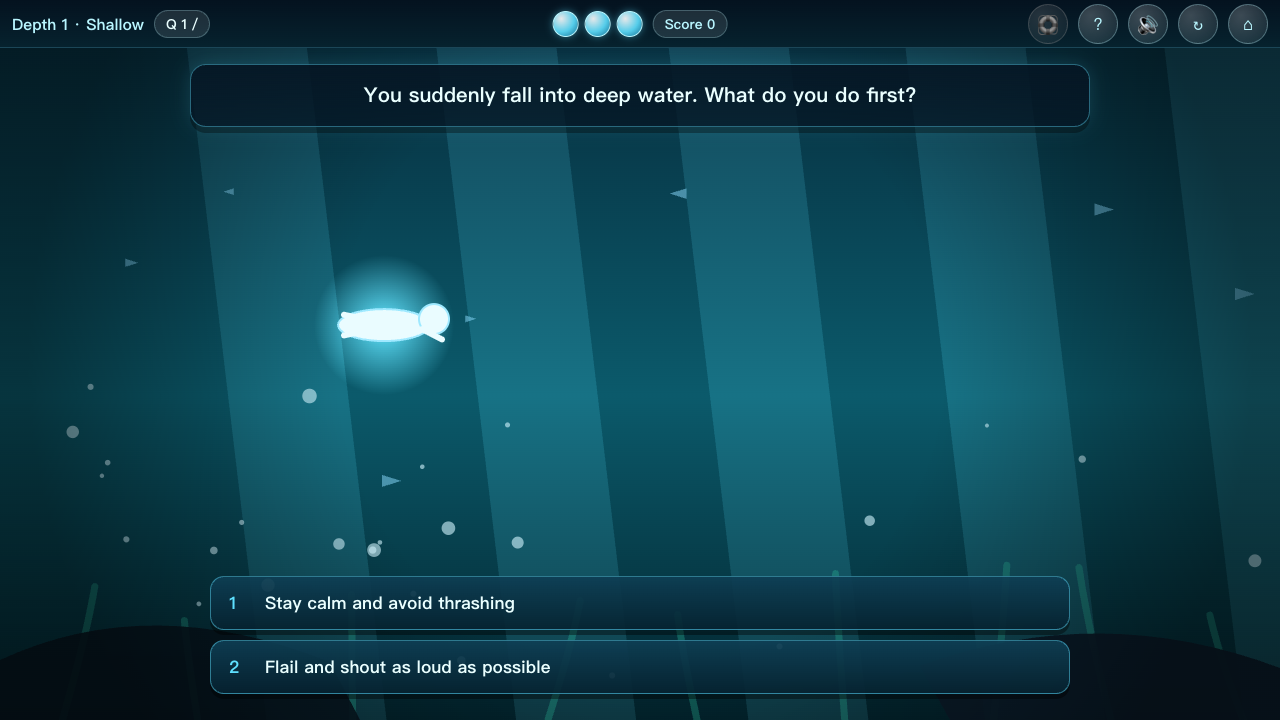 Depth 1 · Shallow
Q 1 /
Score 0
?
You suddenly fall into deep water. What do you do first?
1 Stay calm and avoid thrashing
2 Flail and shout as loud as possible